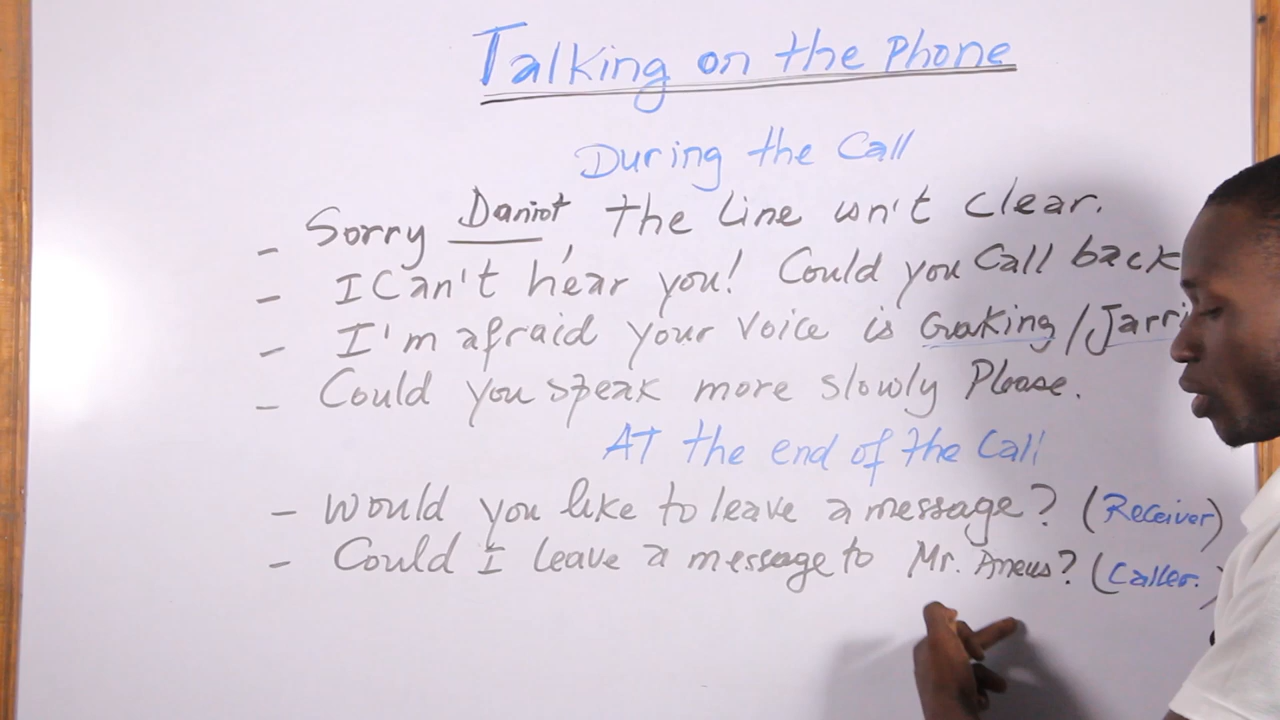 Talking on the Phone
During the Call
- Sorry Daniot, the Line isn't clear.
- I Can't hear you! Could you Call back
- I'm afraid your voice is /Jarri
- Could you speak more slowly Please.
AT the end of the Call
- Would you like to leave a message? (Receiver)
- Could I leave a message to Mr. ? (Caller.)